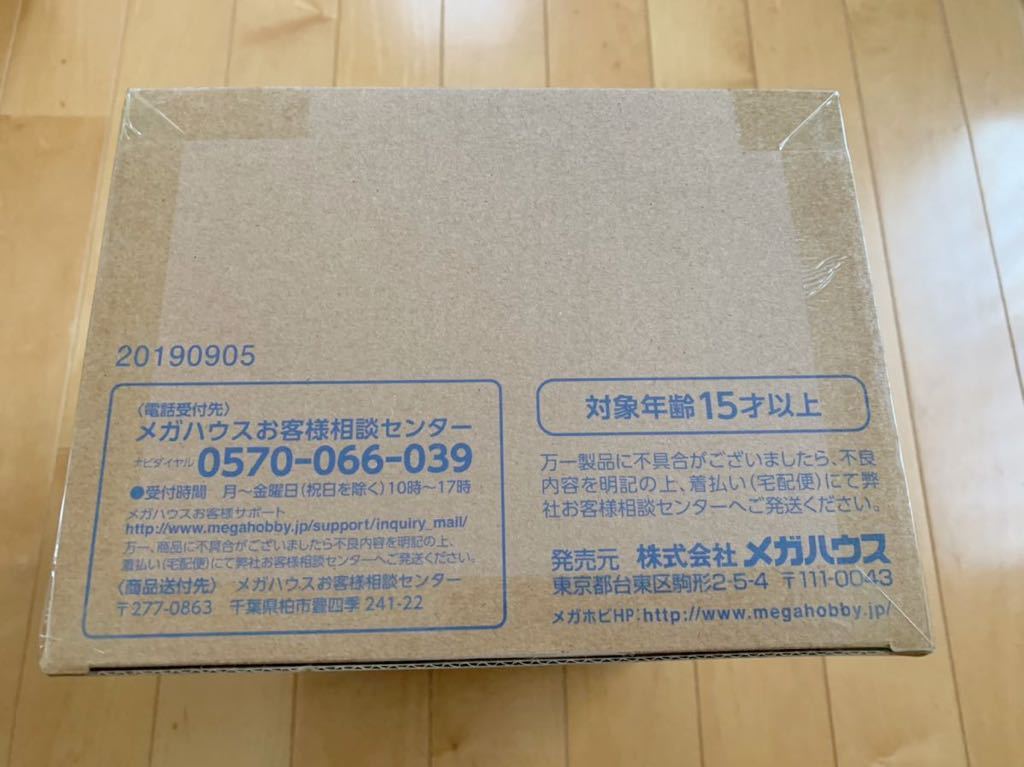 20190905
〈電話受付先〉
メガハウスお客様相談センター
ナビダイヤル 0570-066-039
●受付時間 月〜金曜日(祝日を除く)10時〜17時
メガハウスお客様サポート
http://www.megahobby.jp/support/inquiry_mail/
万一、商品に不具合がございましたら不良内容を明記の上、
着払い(宅配便)にて弊社お客様相談センターへご発送ください。
〈商品送付先〉 メガハウスお客様相談センター
〒277-0863 千葉県柏市豊四季 241-22
対象年齢15才以上
万一製品に不具合がございましたら、不良
内容を明記の上、着払い(宅配便)にて弊
社お客様相談センターへご発送ください。
発売元 株式会社メガハウス
東京都台東区駒形2-5-4 〒111-0043
メガホビHP:http://www.megahobby.jp/